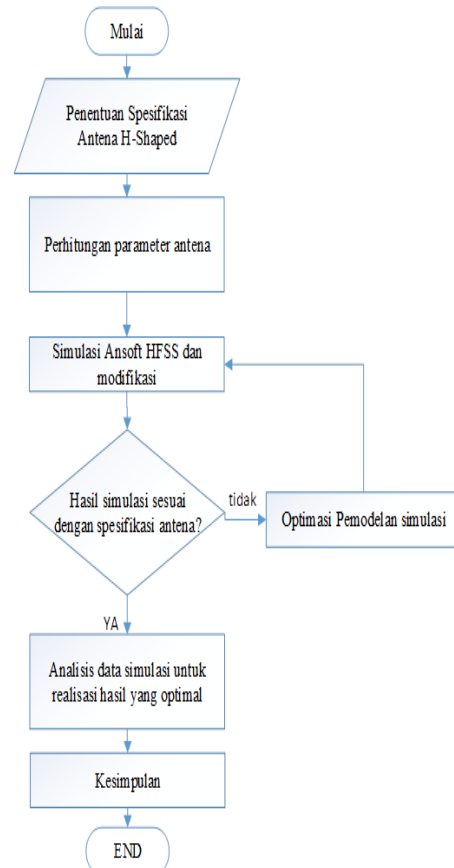 Mulai
Penentuan Spesifikasi
Antena H-Shaped
Perhitungan parameter antena
Simulasi Ansoft HFSS dan
modifikasi
Hasil simulasi sesuai
dengan spesifikasi antena?
tidak
Optimasi Pemodelan simulasi
YA
Analisis data simulasi untuk
realisasi hasil yang optimal
Kesimpulan
END